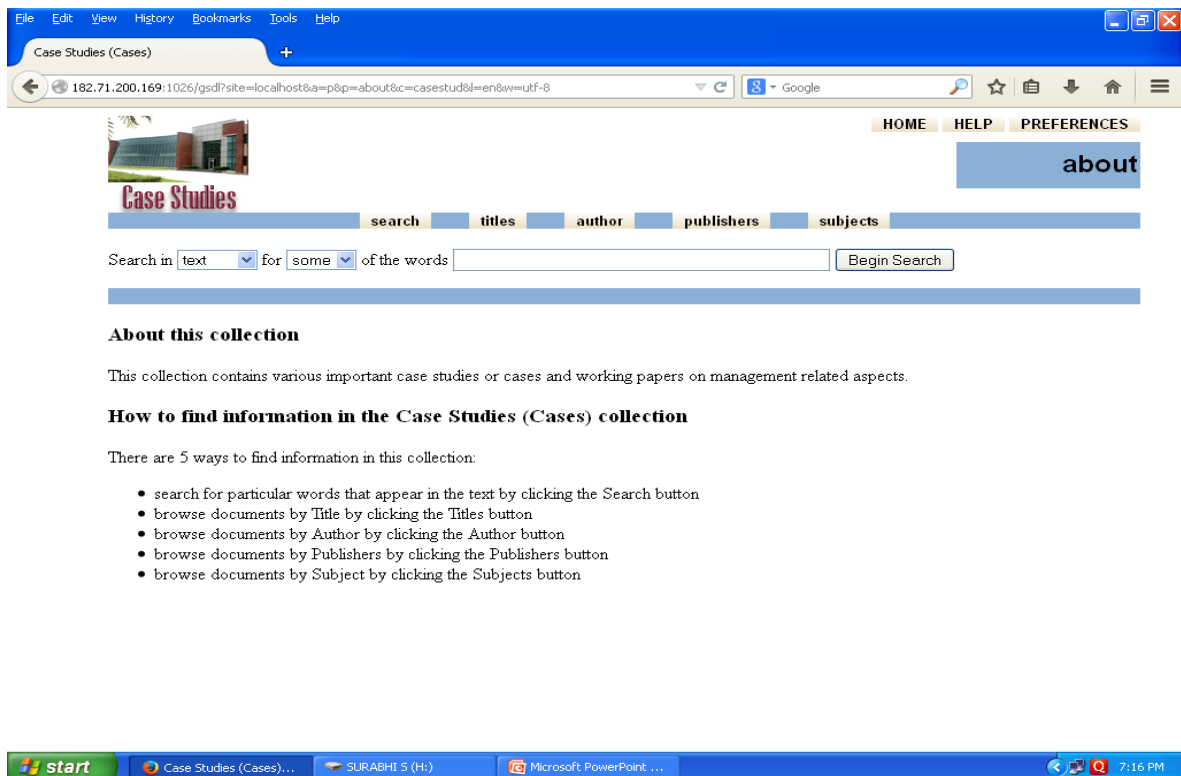 File Edit View History Bookmarks Tools Help
Case Studies (Cases) +
182.71.200.169:1026/gsdl?site=localhost&a=p&p=about&c=casestud&l=en&w=utf-8 8 Google
HOME HELP PREFERENCES
about
Case Studies
search titles author publishers subjects
Search in text for some of the words Begin Search
About this collection
This collection contains various important case studies or cases and working papers on management related aspects.
How to find information in the Case Studies (Cases) collection
There are 5 ways to find information in this collection:
• search for particular words that appear in the text by clicking the Search button
• browse documents by Title by clicking the Titles button
• browse documents by Author by clicking the Author button
• browse documents by Publishers by clicking the Publishers button
• browse documents by Subject by clicking the Subjects button
start Case Studies (Cases)... SURABHI S (H:) Microsoft PowerPoint ... Q 7:16 PM